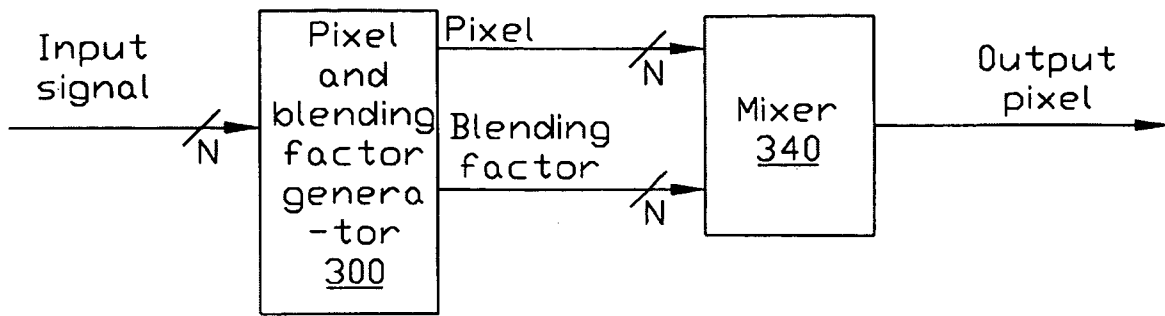 Input
signal
N
Pixel
and
blending
factor
genera
-tor
300
Pixel
N
Blending
factor
N
Mixer
340
Output
pixel